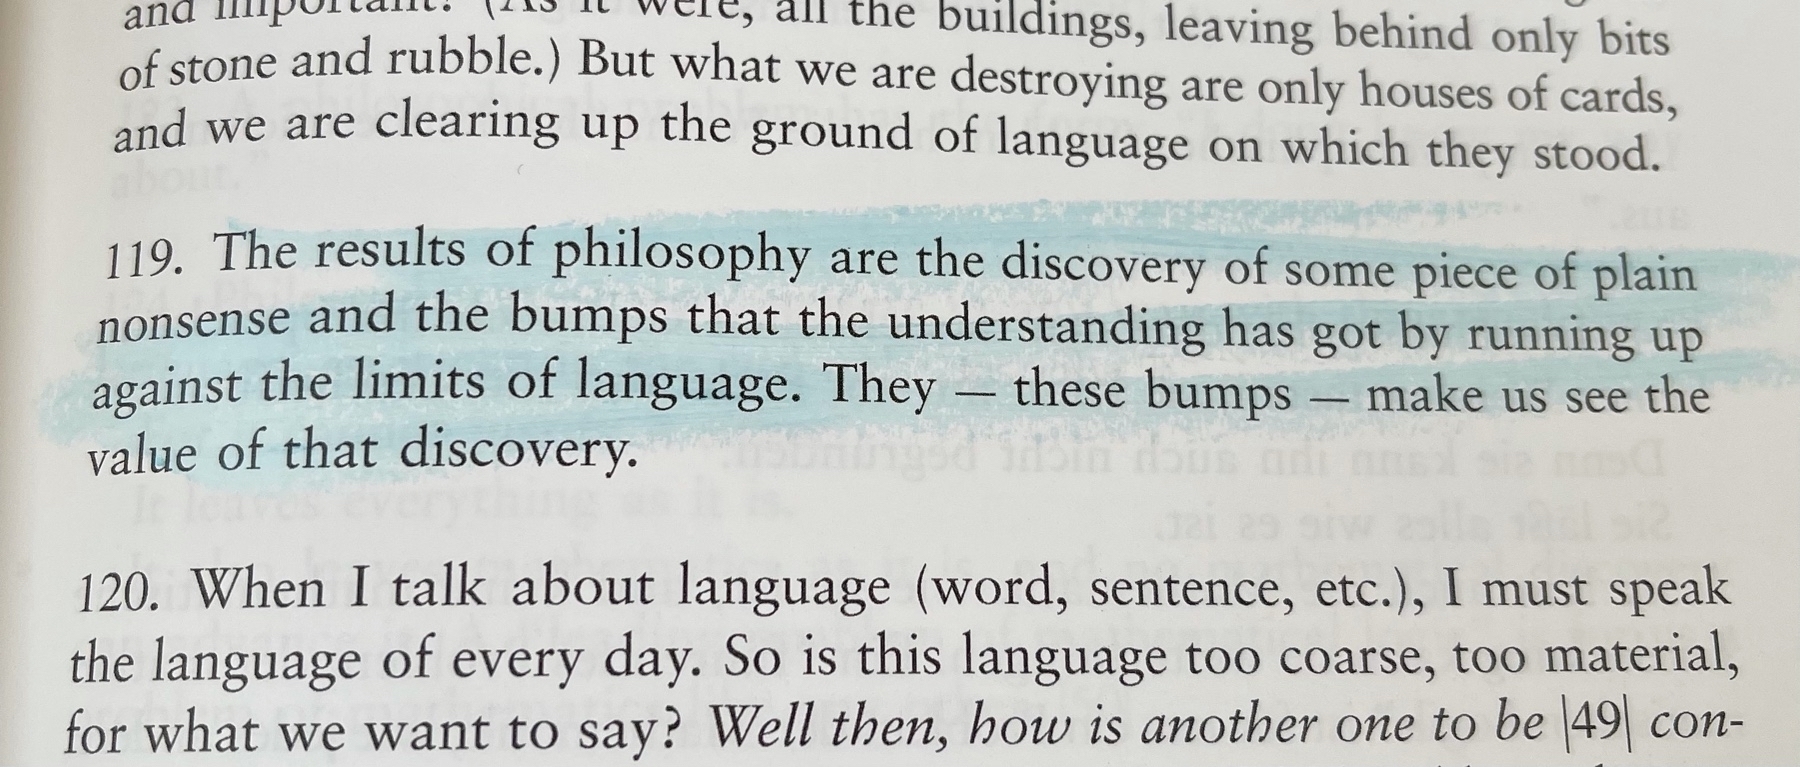 and important? (As it were, all the buildings, leaving behind only bits
of stone and rubble.) But what we are destroying are only houses of cards,
and we are clearing up the ground of language on which they stood.
119. The results of philosophy are the discovery of some piece of plain
nonsense and the bumps that the understanding has got by running up
against the limits of language. They — these bumps — make us see the
value of that discovery.
120. When I talk about language (word, sentence, etc.), I must speak
the language of every day. So is this language too coarse, too material,
for what we want to say? Well then, how is another one to be |49| con-